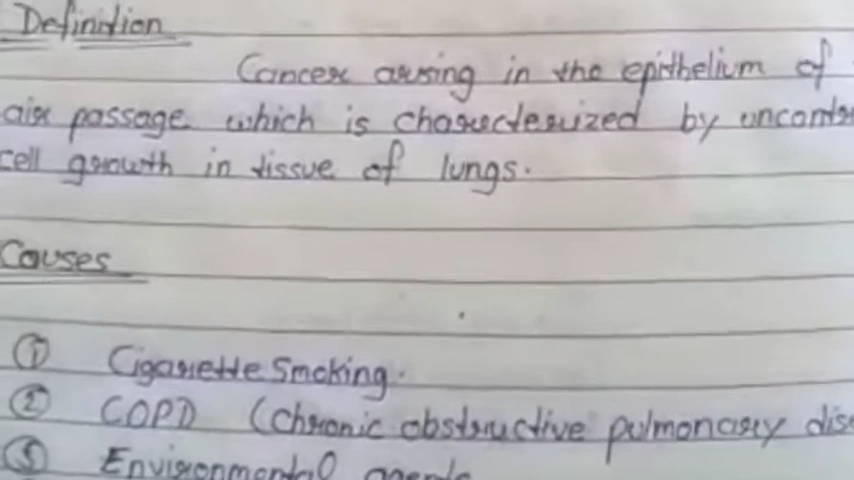 Definition
Cancer arising in the epithelium of
air passage which is characterized by uncontr
cell growth in tissue of lungs.
Causes
① Cigarette Smoking.
② COPD (chronic obstructive pulmonary dis
③ Environmental agents